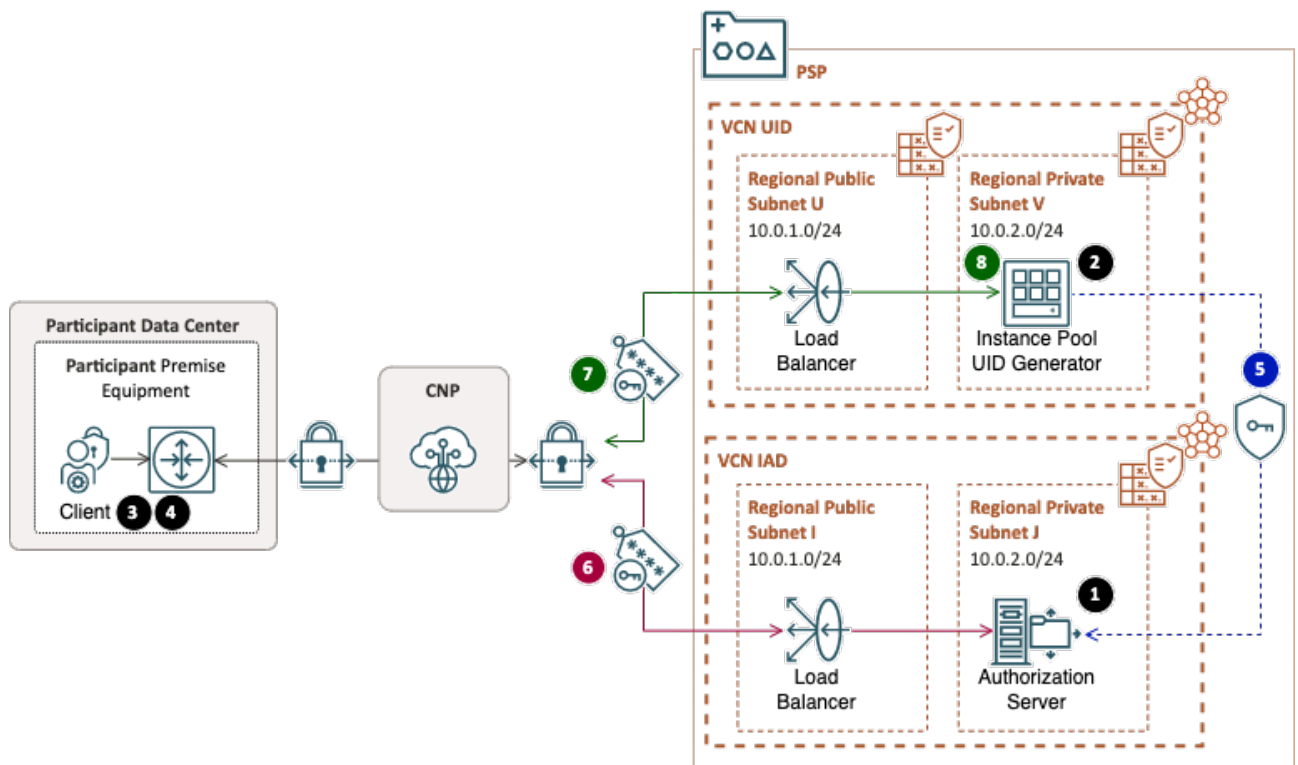 PSP
VCN UID
Regional Public
Subnet U
10.0.1.0/24
Regional Private
Subnet V
10.0.2.0/24
8
2
Load
Balancer
Instance Pool
UID Generator
Participant Data Center
Participant Premise
Equipment
Client
3
4
CNP
7
* * * *
5
VCN IAD
Regional Public
Subnet I
10.0.1.0/24
Regional Private
Subnet J
10.0.2.0/24
6
* * * *
1
Load
Balancer
Authorization
Server